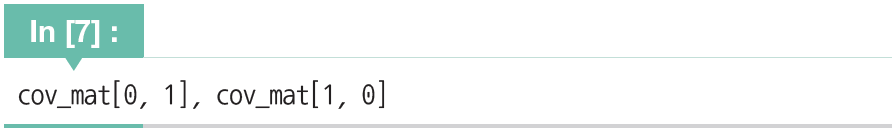 In [7] :
cov_mat[0, 1], cov_mat[1, 0]